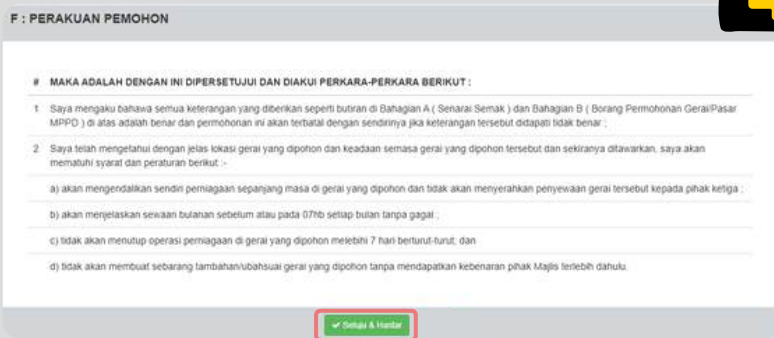 F : PERAKUAN PEMOHON
# MAKA ADALAH DENGAN INI DIPERSETUJUI DAN DIAKUI PERKARA-PERKARA BERIKUT :
1 Saya mengaku bahawa semua keterangan yang diberikan seperti butiran di Bahagian A ( Senarai Semak ) dan Bahagian B ( Borang Permohonan Gerai/Pasar
MPPD ) di atas adalah benar dan permohonan ini akan terbatal dengan sendirinya jika keterangan tersebut didapati tidak benar ;
2 Saya telah mengetahui dengan jelas lokasi gerai yang dipohon dan keadaan semasa gerai yang dipohon tersebut dan sekiranya ditawarkan, saya akan
mematuhi syarat dan peraturan berikut :-
a) akan mengendalikan sendiri perniagaan sepanjang masa di gerai yang dipohon dan tidak akan menyerahkan penyewaan gerai tersebut kepada pihak ketiga ;
b) akan menjelaskan sewaan bulanan sebelum atau pada 07hb setiap bulan tanpa gagal ;
c) tidak akan menutup operasi perniagaan di gerai yang dipohon melebihi 7 hari berturut-turut; dan
d) tidak akan membuat sebarang tambahan/ubahsuai gerai yang dipohon tanpa mendapatkan kebenaran pihak Majlis terlebih dahulu.
✔ Setuju & Hantar